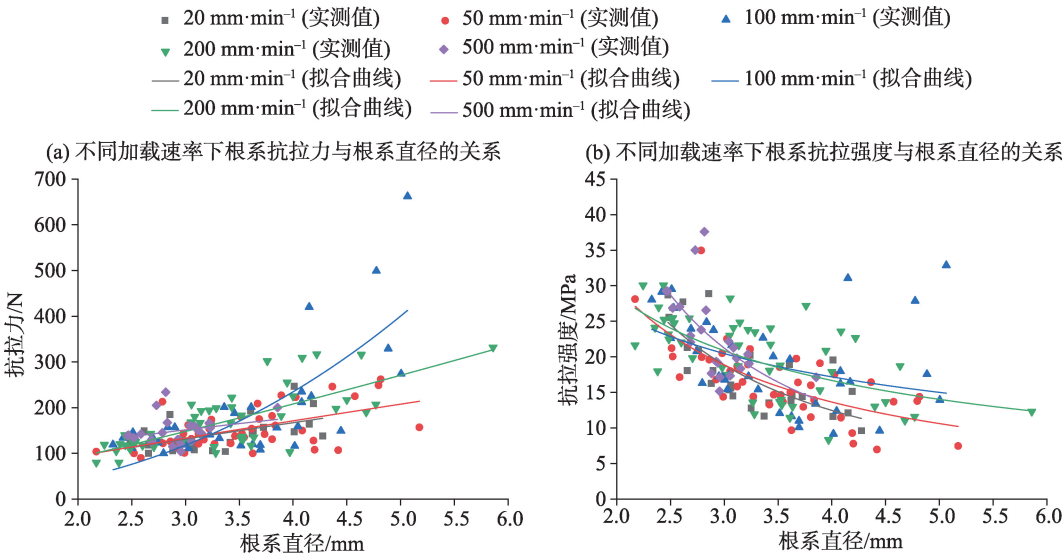 20 mm·min⁻¹ (实测值) 50 mm·min⁻¹ (实测值) 100 mm·min⁻¹ (实测值)
200 mm·min⁻¹ (实测值) 500 mm·min⁻¹ (实测值)
20 mm·min⁻¹ (拟合曲线) 50 mm·min⁻¹ (拟合曲线) 100 mm·min⁻¹ (拟合曲线)
200 mm·min⁻¹ (拟合曲线) 500 mm·min⁻¹ (拟合曲线)
(a) 不同加载速率下根系抗拉力与根系直径的关系
700
600
500
400
300
200
100
0
抗拉力/N
2.0 2.5 3.0 3.5 4.0 4.5 5.0 5.5 6.0
根系直径/mm
(b) 不同加载速率下根系抗拉强度与根系直径的关系
45
40
35
30
25
20
15
10
5
0
抗拉强度/MPa
2.0 2.5 3.0 3.5 4.0 4.5 5.0 5.5 6.0
根系直径/mm